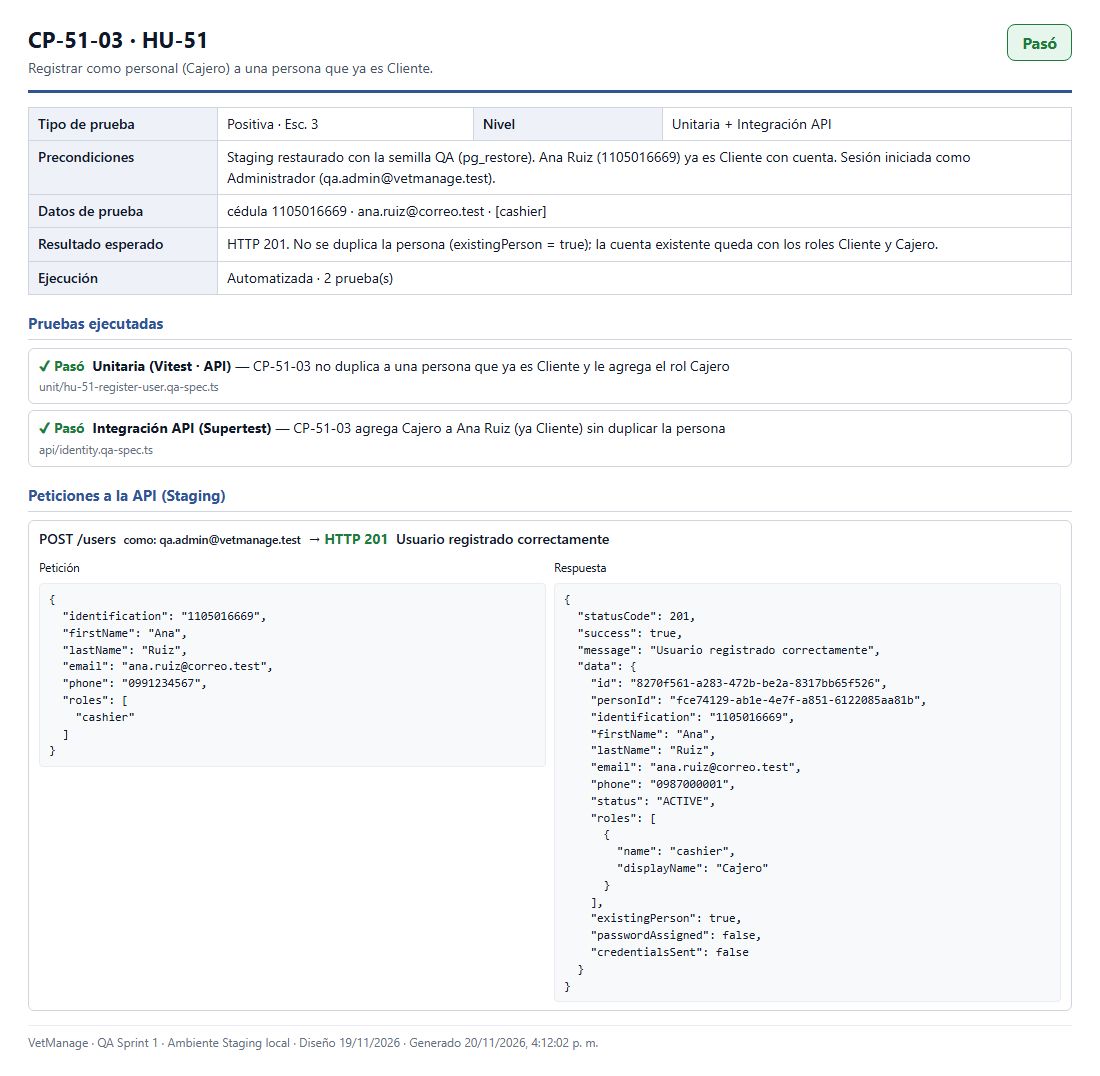 CP-51-03 · HU-51
Pasó
Registrar como personal (Cajero) a una persona que ya es Cliente.
Tipo de prueba
Positiva · Esc. 3
Nivel
Unitaria + Integración API
Precondiciones
Staging restaurado con la semilla QA (pg_restore). Ana Ruiz (1105016669) ya es Cliente con cuenta. Sesión iniciada como
Administrador (qa.admin@vetmanage.test).
Datos de prueba
cédula 1105016669 · ana.ruiz@correo.test · [cashier]
Resultado esperado
HTTP 201. No se duplica la persona (existingPerson = true); la cuenta existente queda con los roles Cliente y Cajero.
Ejecución
Automatizada · 2 prueba(s)
Pruebas ejecutadas
✓ Pasó Unitaria (Vitest · API) — CP-51-03 no duplica a una persona que ya es Cliente y le agrega el rol Cajero
unit/hu-51-register-user.qa-spec.ts
✓ Pasó Integración API (Supertest) — CP-51-03 agrega Cajero a Ana Ruiz (ya Cliente) sin duplicar la persona
api/identity.qa-spec.ts
Peticiones a la API (Staging)
POST /users como: qa.admin@vetmanage.test → HTTP 201 Usuario registrado correctamente
Petición
{
  "identification": "1105016669",
  "firstName": "Ana",
  "lastName": "Ruiz",
  "email": "ana.ruiz@correo.test",
  "phone": "0991234567",
  "roles": [
    "cashier"
  ]
}
Respuesta
{
  "statusCode": 201,
  "success": true,
  "message": "Usuario registrado correctamente",
  "data": {
    "id": "8270f561-a283-472b-be2a-8317bb65f526",
    "personId": "fce74129-ab1e-4e7f-a851-6122085aa81b",
    "identification": "1105016669",
    "firstName": "Ana",
    "lastName": "Ruiz",
    "email": "ana.ruiz@correo.test",
    "phone": "0987000001",
    "status": "ACTIVE",
    "roles": [
      {
        "name": "cashier",
        "displayName": "Cajero"
      }
    ],
    "existingPerson": true,
    "passwordAssigned": false,
    "credentialsSent": false
  }
}
VetManage · QA Sprint 1 · Ambiente Staging local · Diseño 19/11/2026 · Generado 20/11/2026, 4:12:02 p. m.